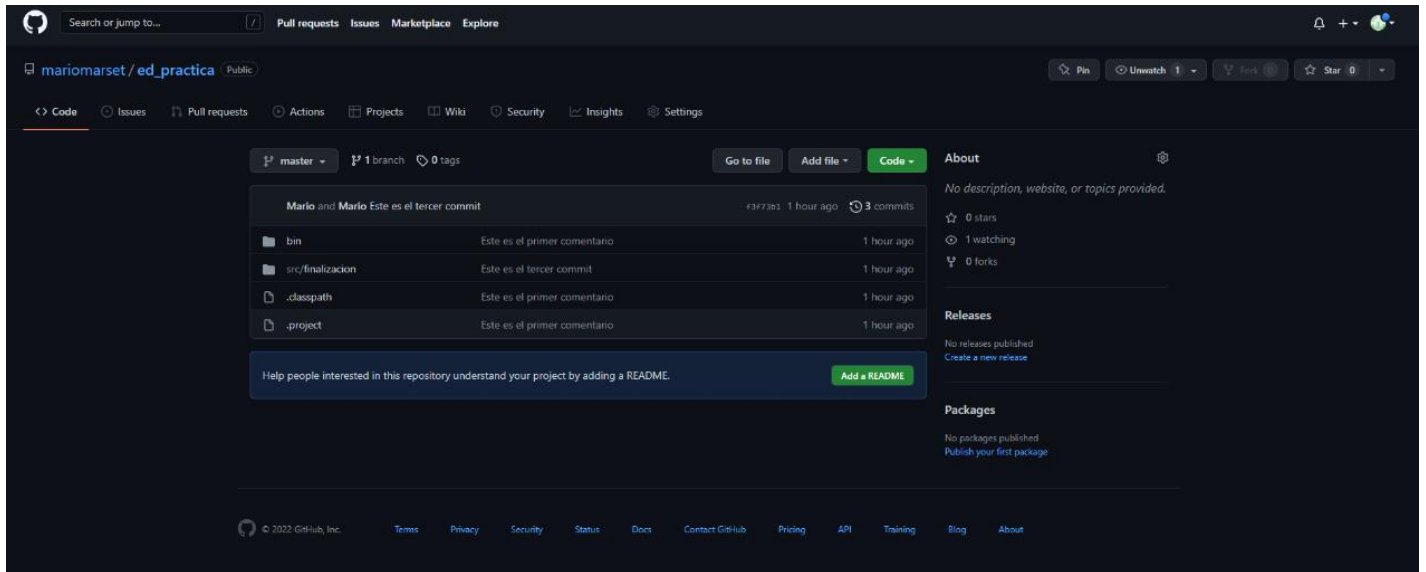 Search or jump to... / Pull requests Issues Marketplace Explore
mariomarset / ed_practica Public Pin Unwatch 1 Fork 0 Star 0
Code Issues Pull requests Actions Projects Wiki Security Insights Settings
master 1 branch 0 tags Go to file Add file Code
Mario and Mario Este es el tercer commit 1 hour ago 3 commits
bin Este es el primer comentario 1 hour ago
src/finalizacion Este es el tercer commit 1 hour ago
.classpath Este es el primer comentario 1 hour ago
.project Este es el primer comentario 1 hour ago
Help people interested in this repository understand your project by adding a README. Add a README
About
No description, website, or topics provided.
0 stars
1 watching
0 forks
Releases
No releases published
Create a new release
Packages
No packages published
Publish your first package
© 2022 GitHub, Inc. Terms Privacy Security Status Docs Contact GitHub Pricing API Training Blog About